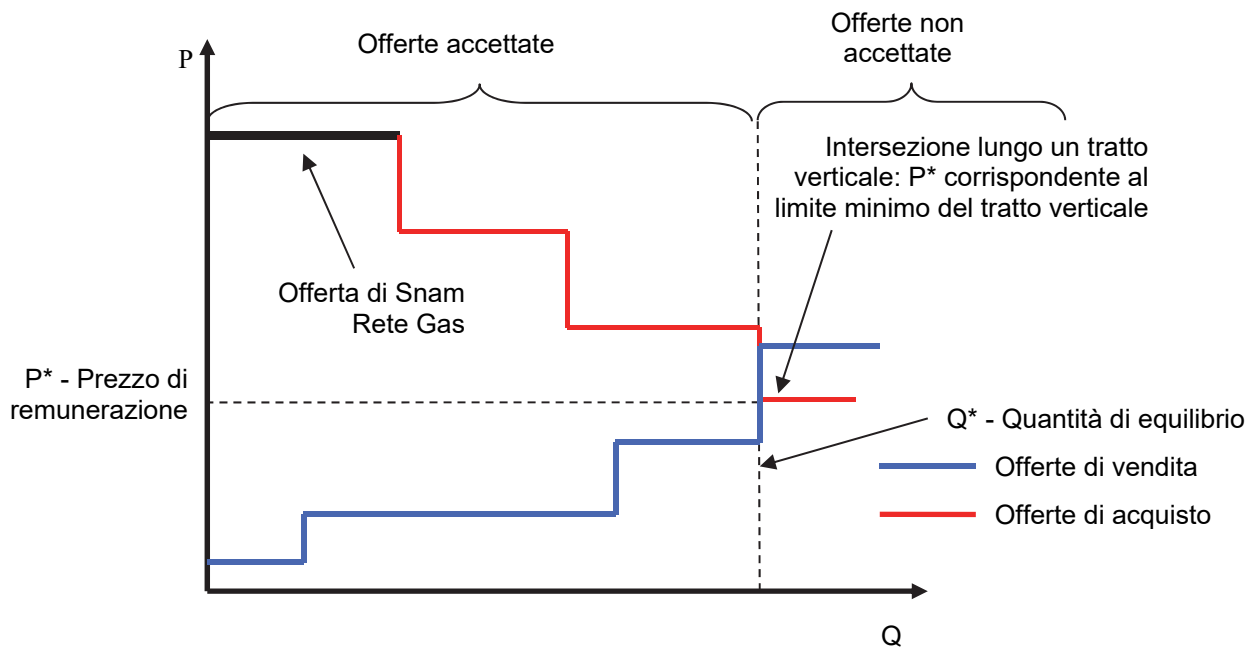 Offerte accettate
Offerte non
accettate
P
Intersezione lungo un tratto
verticale: P* corrispondente al
limite minimo del tratto verticale
Offerta di Snam
Rete Gas
P* - Prezzo di
remunerazione
Q* - Quantità di equilibrio
Offerte di vendita
Offerte di acquisto
Q